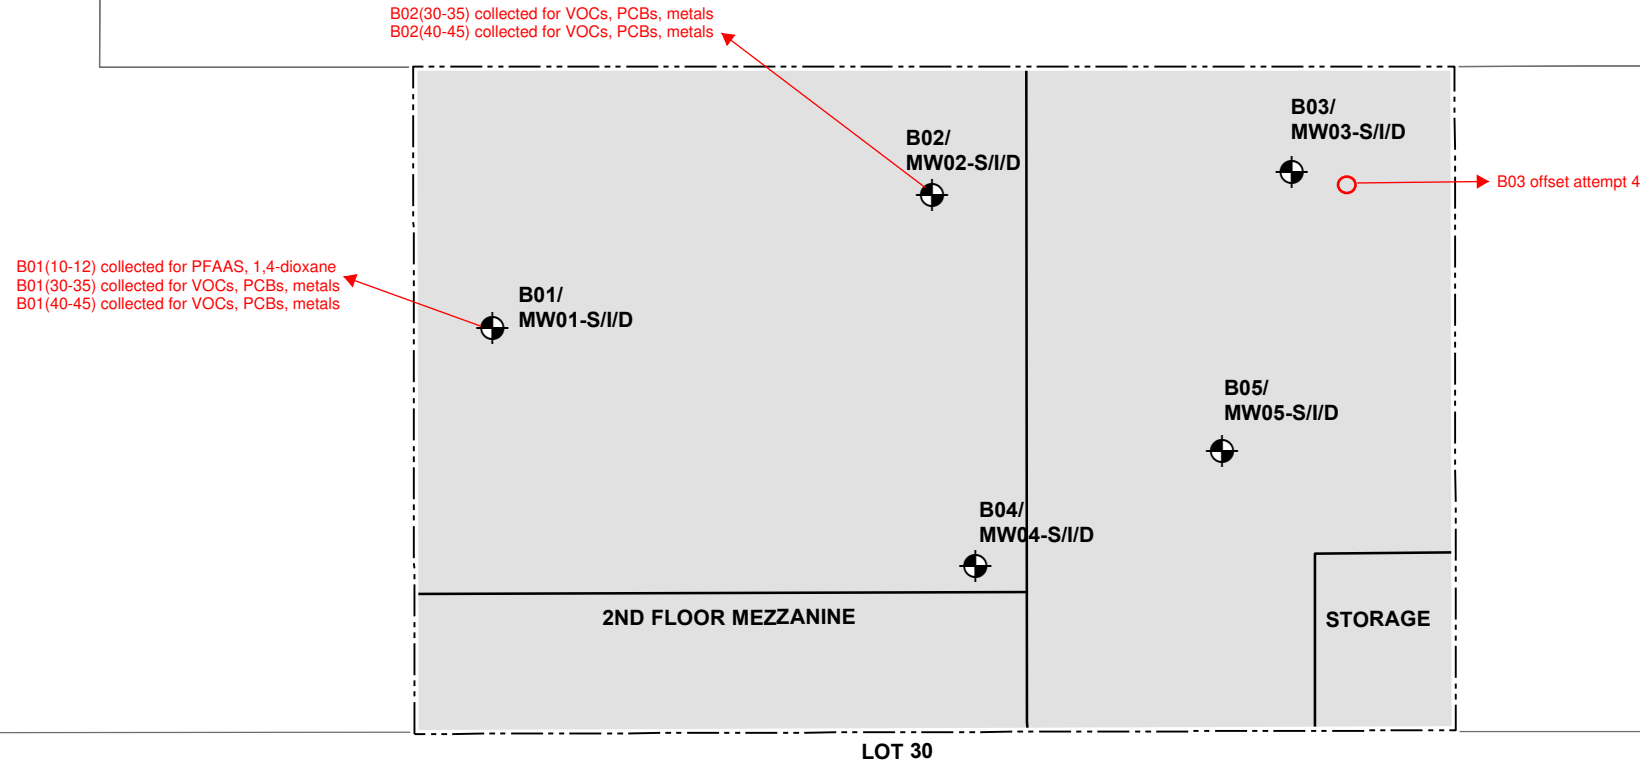 B02(30-35) collected for VOCs, PCBs, metals
B02(40-45) collected for VOCs, PCBs, metals
B03/
MW03-S/I/D
B02/
MW02-S/I/D
B03 offset attempt 4
B01(10-12) collected for PFAAS, 1,4-dioxane
B01(30-35) collected for VOCs, PCBs, metals
B01(40-45) collected for VOCs, PCBs, metals
B01/
MW01-S/I/D
B05/
MW05-S/I/D
B04/
MW04-S/I/D
2ND FLOOR MEZZANINE
STORAGE
LOT 30